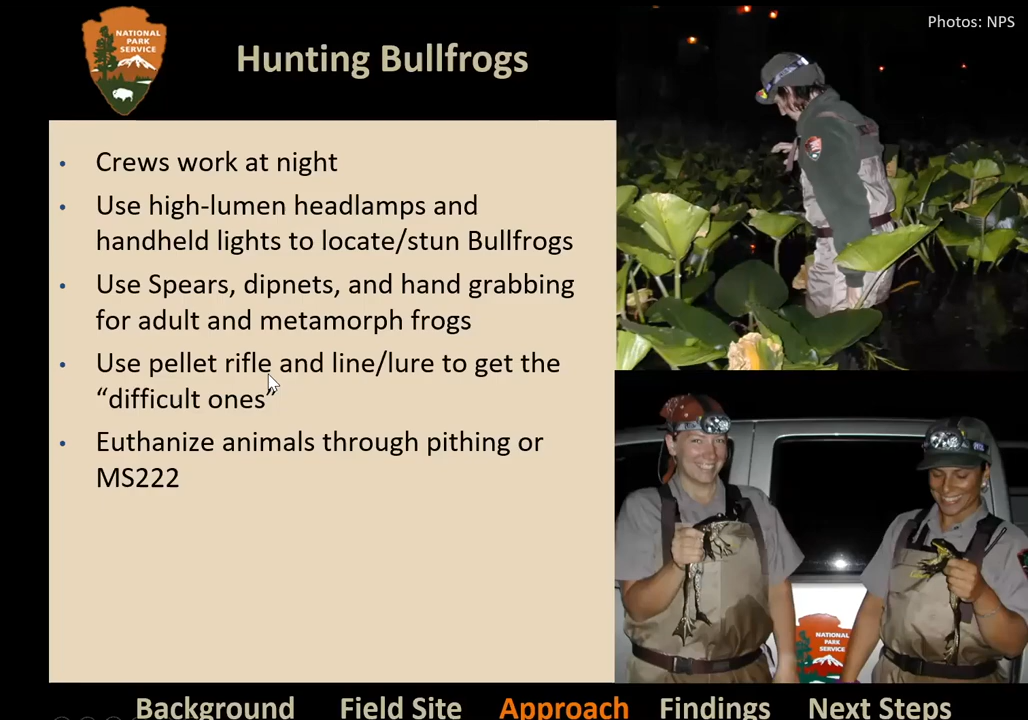 Photos: NPS
NATIONAL
PARK
SERVICE
Hunting Bullfrogs
• Crews work at night
• Use high-lumen headlamps and
handheld lights to locate/stun Bullfrogs
• Use Spears, dipnets, and hand grabbing
for adult and metamorph frogs
• Use pellet rifle and line/lure to get the
“difficult ones”
• Euthanize animals through pithing or
MS222
NATIONAL
PARK
SERVICE
Background Field Site Approach Findings Next Steps